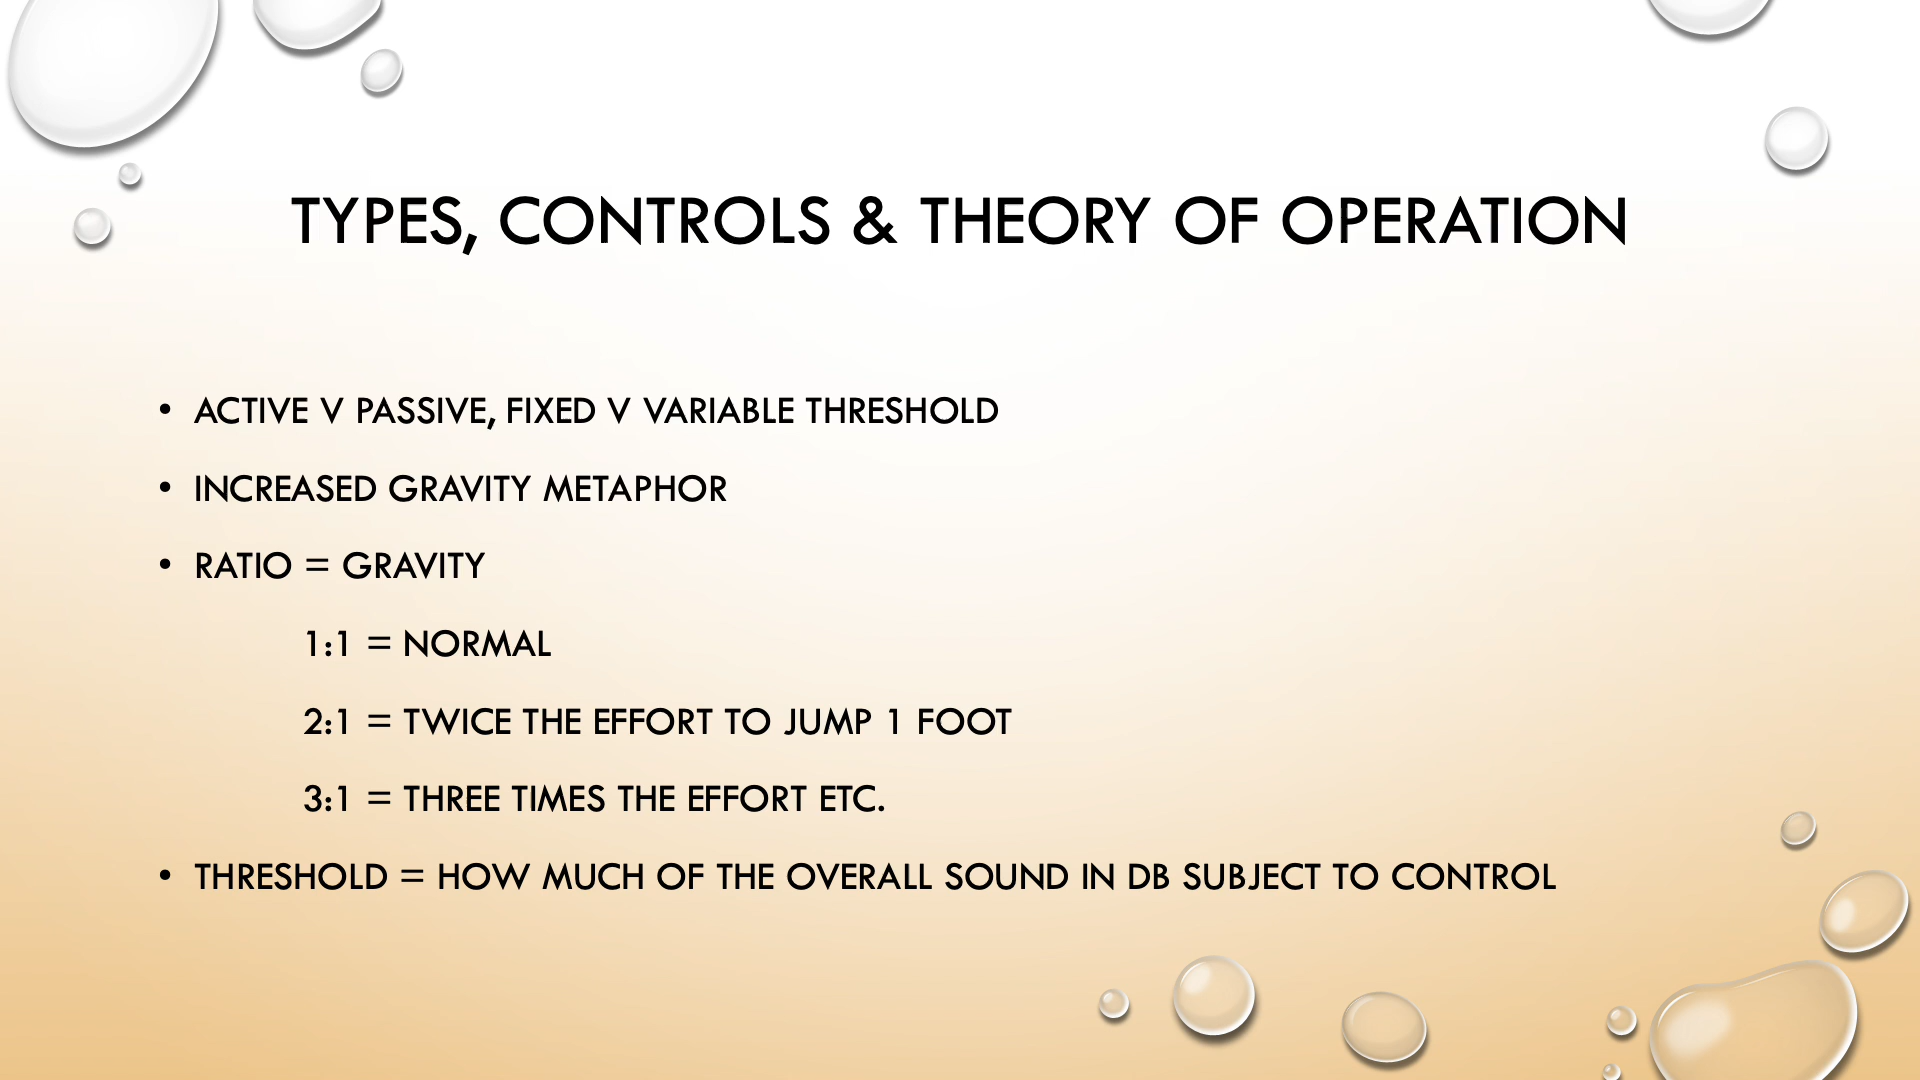 TYPES, CONTROLS & THEORY OF OPERATION
• ACTIVE V PASSIVE, FIXED V VARIABLE THRESHOLD
• INCREASED GRAVITY METAPHOR
• RATIO = GRAVITY
1:1 = NORMAL
2:1 = TWICE THE EFFORT TO JUMP 1 FOOT
3:1 = THREE TIMES THE EFFORT ETC.
• THRESHOLD = HOW MUCH OF THE OVERALL SOUND IN DB SUBJECT TO CONTROL